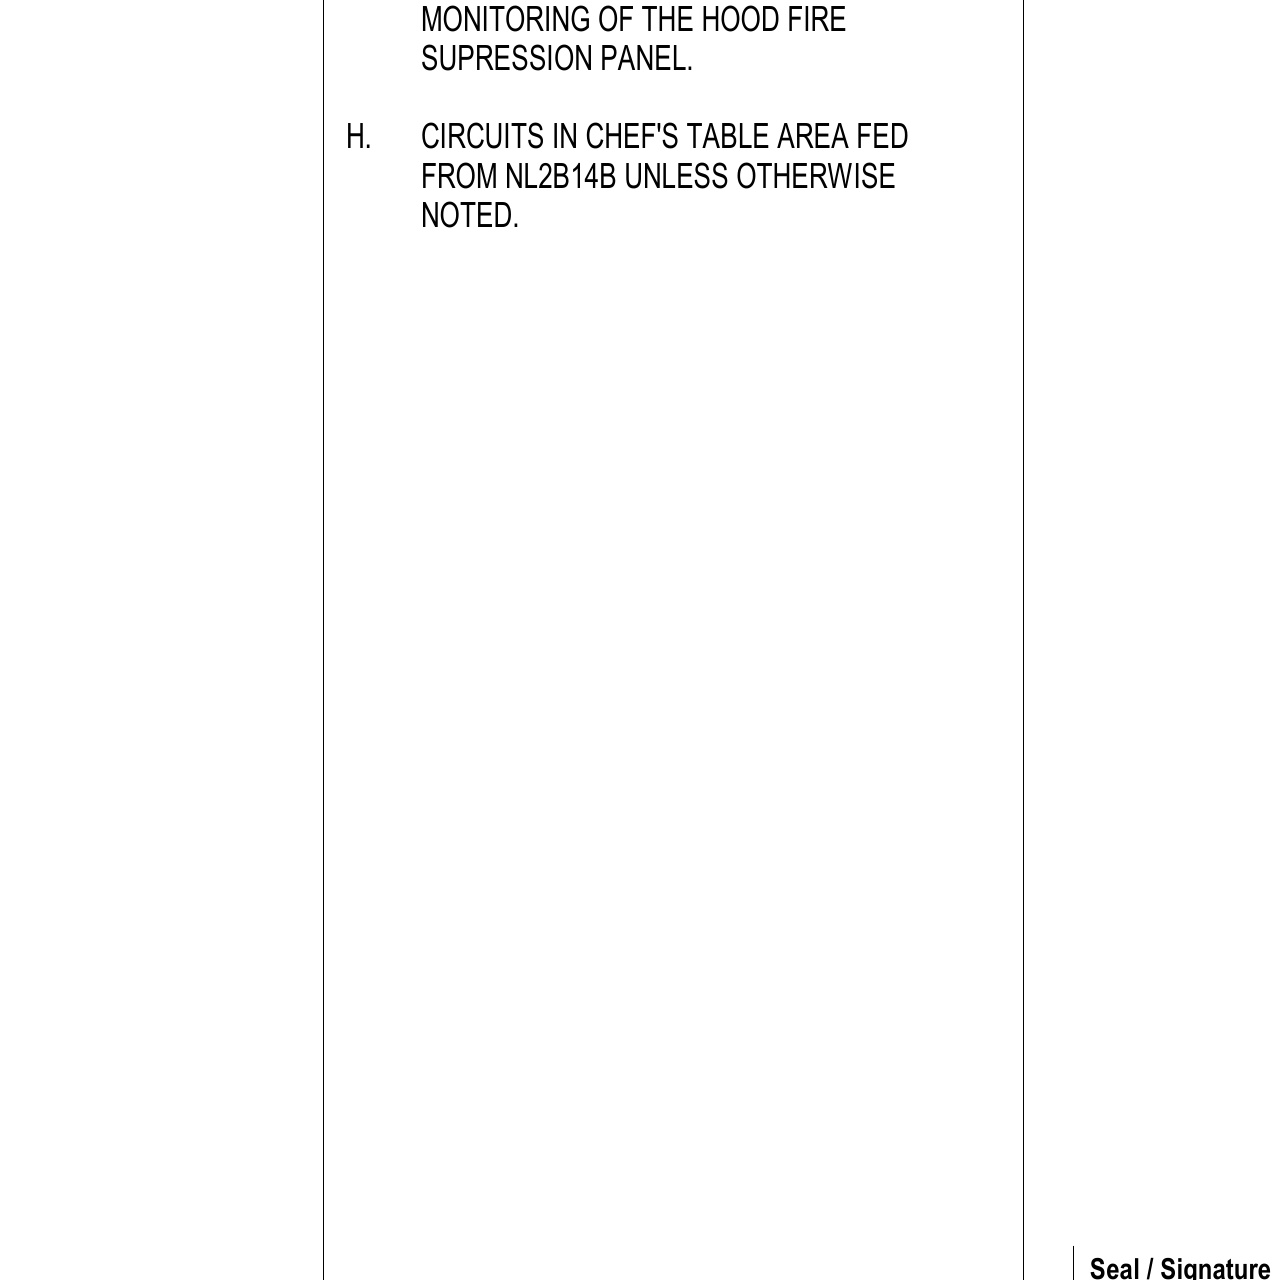 MONITORING OF THE HOOD FIRE
SUPRESSION PANEL.
H. CIRCUITS IN CHEF'S TABLE AREA FED
FROM NL2B14B UNLESS OTHERWISE
NOTED.
Seal / Signature